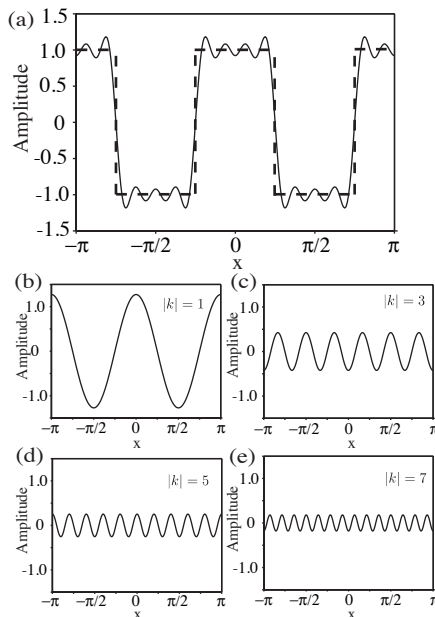 (a)
Amplitude
1.5
1.0
0.5
0
-0.5
-1.0
-1.5
−π −π/2 0 π/2 π
x
(b)
|k| = 1
Amplitude
1.0
0
-1.0
−π −π/2 0 π/2 π
x
(c)
|k| = 3
Amplitude
1.0
0
-1.0
−π −π/2 0 π/2 π
x
(d)
|k| = 5
Amplitude
1.0
0
1.0
−π −π/2 0 π/2 π
x
(e)
|k| = 7
Amplitude
1.0
0
1.0
−π −π/2 0 π/2 π
x